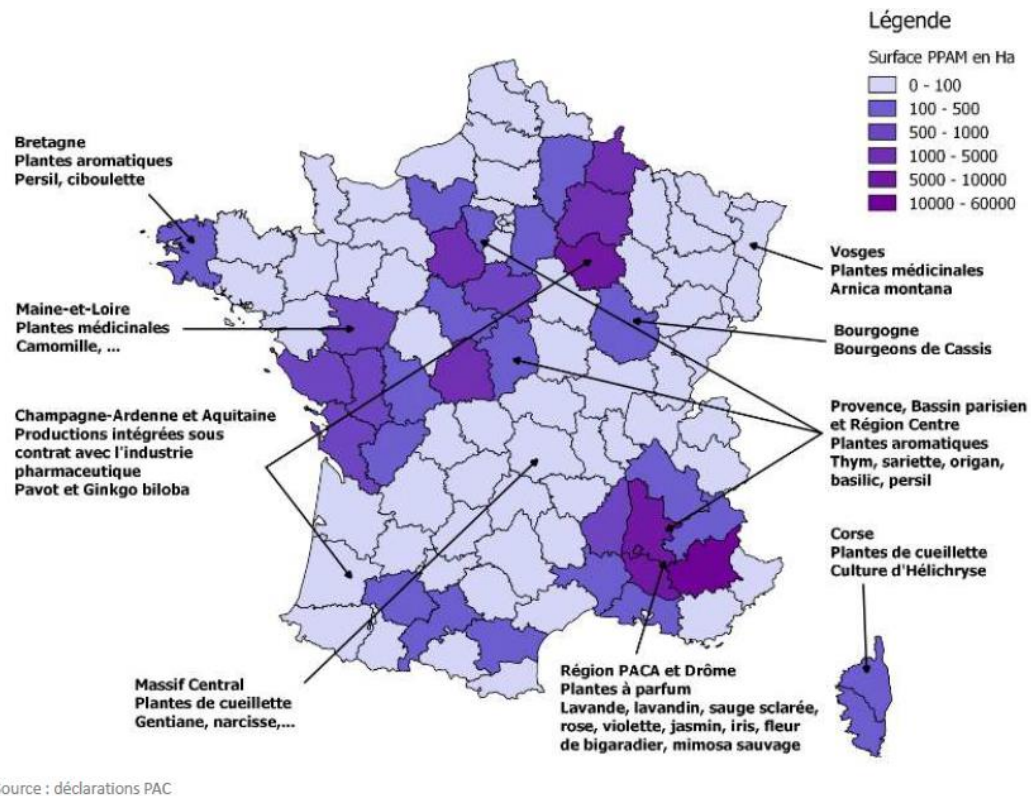 Légende
Surface PPAM en Ha
0 - 100
100 - 500
500 - 1000
1000 - 5000
5000 - 10000
10000 - 60000
Bretagne
Plantes aromatiques
Persil, ciboulette
Maine-et-Loire
Plantes médicinales
Camomille, ...
Champagne-Ardenne et Aquitaine
Productions intégrées sous
contrat avec l'industrie
pharmaceutique
Pavot et Ginkgo biloba
Massif Central
Plantes de cueillette
Gentiane, narcisse,...
Région PACA et Drôme
Plantes à parfum
Lavande, lavandin, sauge sclarée,
rose, violette, jasmin, iris, fleur
de bigaradier, mimosa sauvage
Vosges
Plantes médicinales
Arnica montana
Bourgogne
Bourgeons de Cassis
Provence, Bassin parisien
et Région Centre
Plantes aromatiques
Thym, sariette, origan,
basilic, persil
Corse
Plantes de cueillette
Culture d'Hélichryse
Source : déclarations PAC